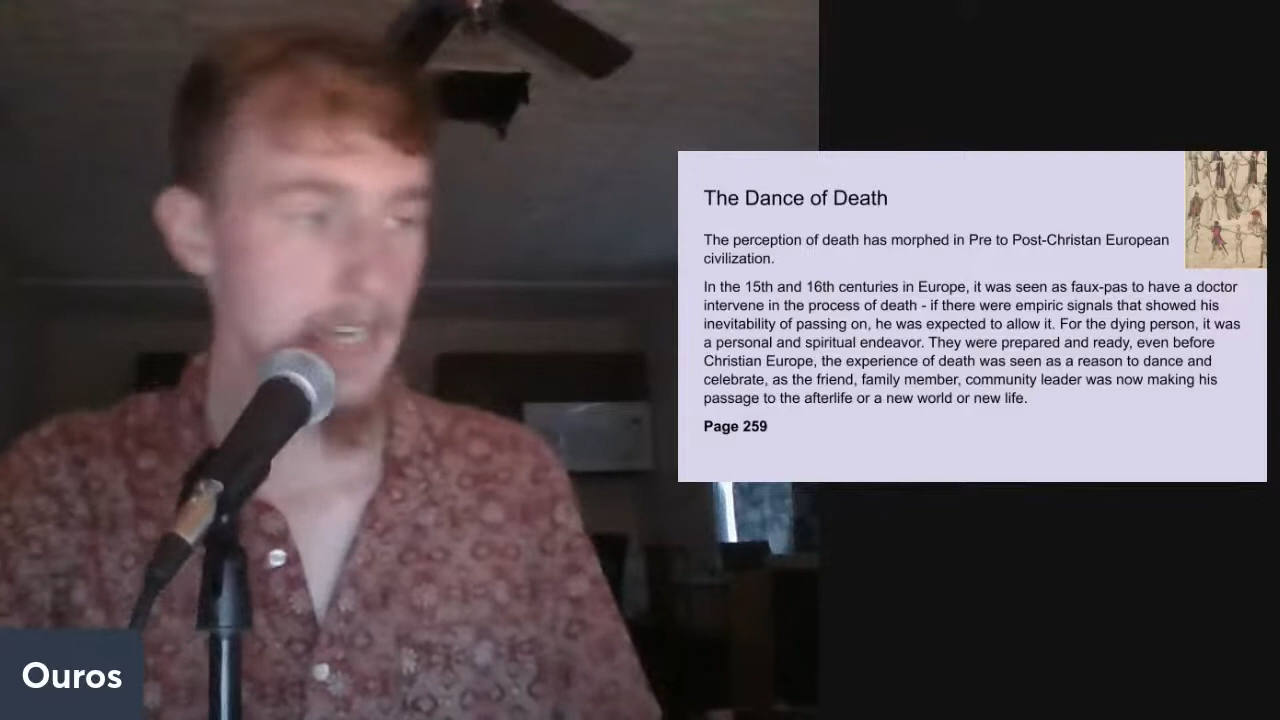 The Dance of Death
The perception of death has morphed in Pre to Post-Christan European
civilization.
In the 15th and 16th centuries in Europe, it was seen as faux-pas to have a doctor
intervene in the process of death - if there were empiric signals that showed his
inevitability of passing on, he was expected to allow it. For the dying person, it was
a personal and spiritual endeavor. They were prepared and ready, even before
Christian Europe, the experience of death was seen as a reason to dance and
celebrate, as the friend, family member, community leader was now making his
passage to the afterlife or a new world or new life.
Page 259
Ouros